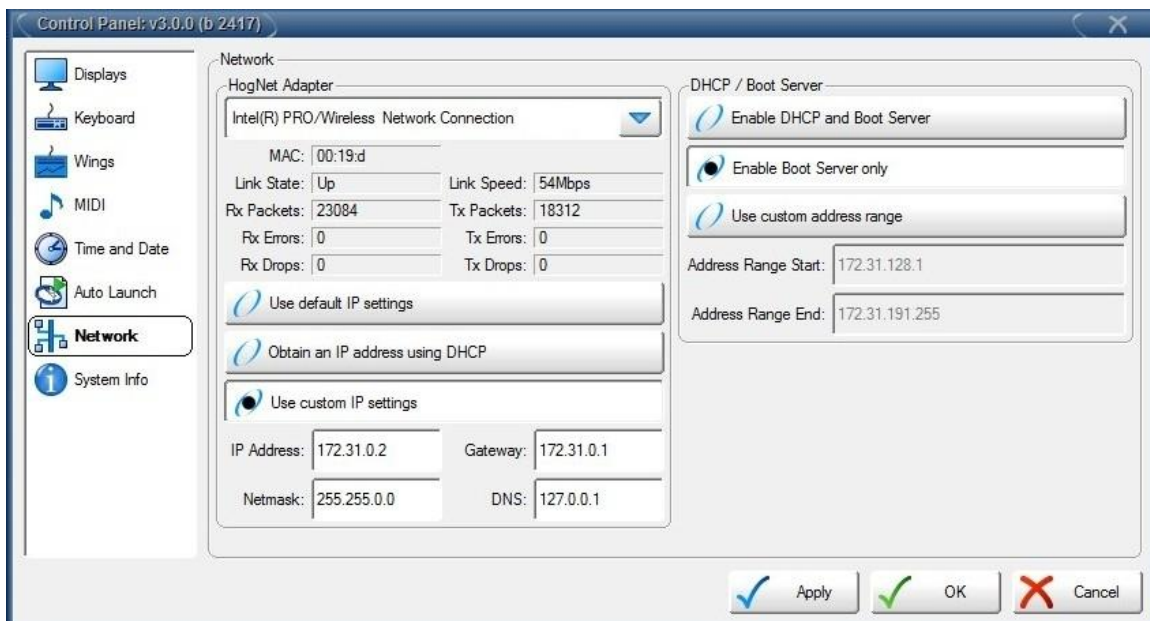 Control Panel: v3.0.0 (b 2417)
Displays
Keyboard
Wings
MIDI
Time and Date
Auto Launch
Network
System Info
Network
HogNet Adapter
Intel(R) PRO/Wireless Network Connection
MAC: 00:19:d
Link State: Up Link Speed: 54Mbps
Rx Packets: 23084 Tx Packets: 18312
Rx Errors: 0 Tx Errors: 0
Rx Drops: 0 Tx Drops: 0
Use default IP settings
Obtain an IP address using DHCP
Use custom IP settings
IP Address: 172.31.0.2 Gateway: 172.31.0.1
Netmask: 255.255.0.0 DNS: 127.0.0.1
DHCP / Boot Server
Enable DHCP and Boot Server
Enable Boot Server only
Use custom address range
Address Range Start: 172.31.128.1
Address Range End: 172.31.191.255
Apply OK Cancel